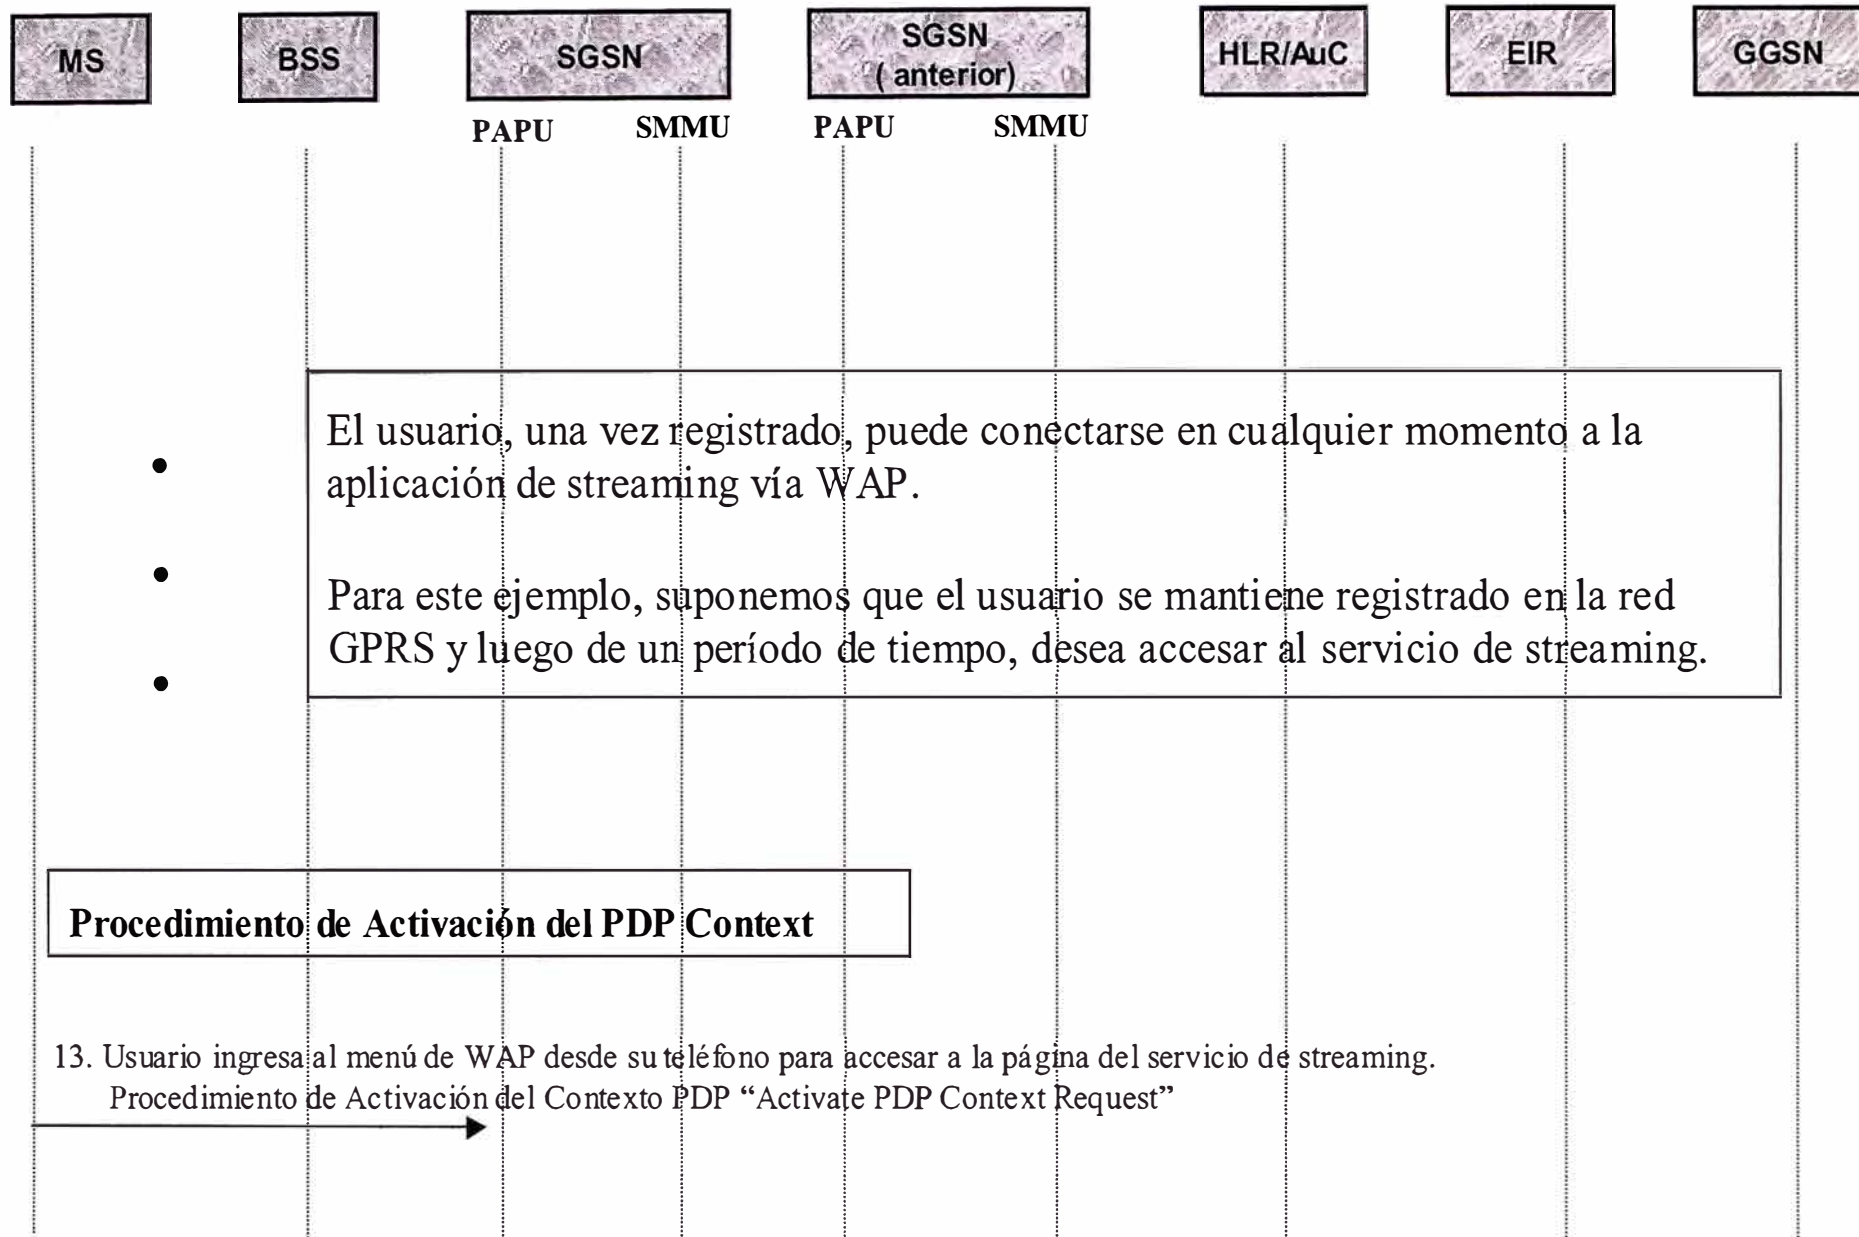 MS
BSS
SGSN
SGSN
( anterior)
HLR/AuC
EIR
GGSN
PAPU
SMMU
PAPU
SMMU
El usuario, una vez registrado, puede conectarse en cualquier momento a la
aplicación de streaming vía WAP.
Para este ejemplo, suponemos que el usuario se mantiene registrado en la red
GPRS y luego de un período de tiempo, desea accesar al servicio de streaming.
Procedimiento de Activación del PDP Context
13. Usuario ingresa al menú de WAP desde su teléfono para accesar a la página del servicio de streaming.
Procedimiento de Activación del Contexto PDP “Activate PDP Context Request”